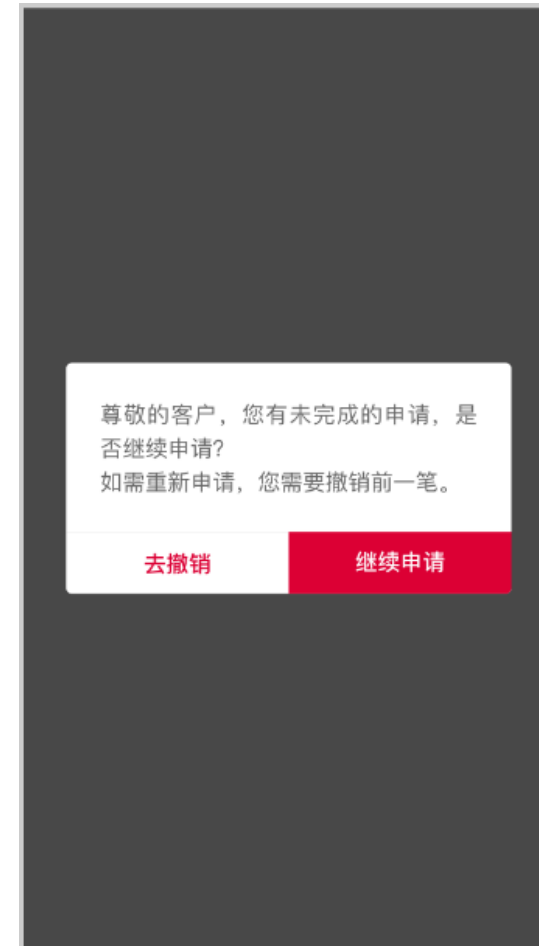 尊敬的客户，您有未完成的申请，是
否继续申请?
如需重新申请，您需要撤销前一笔。
去撤销
继续申请